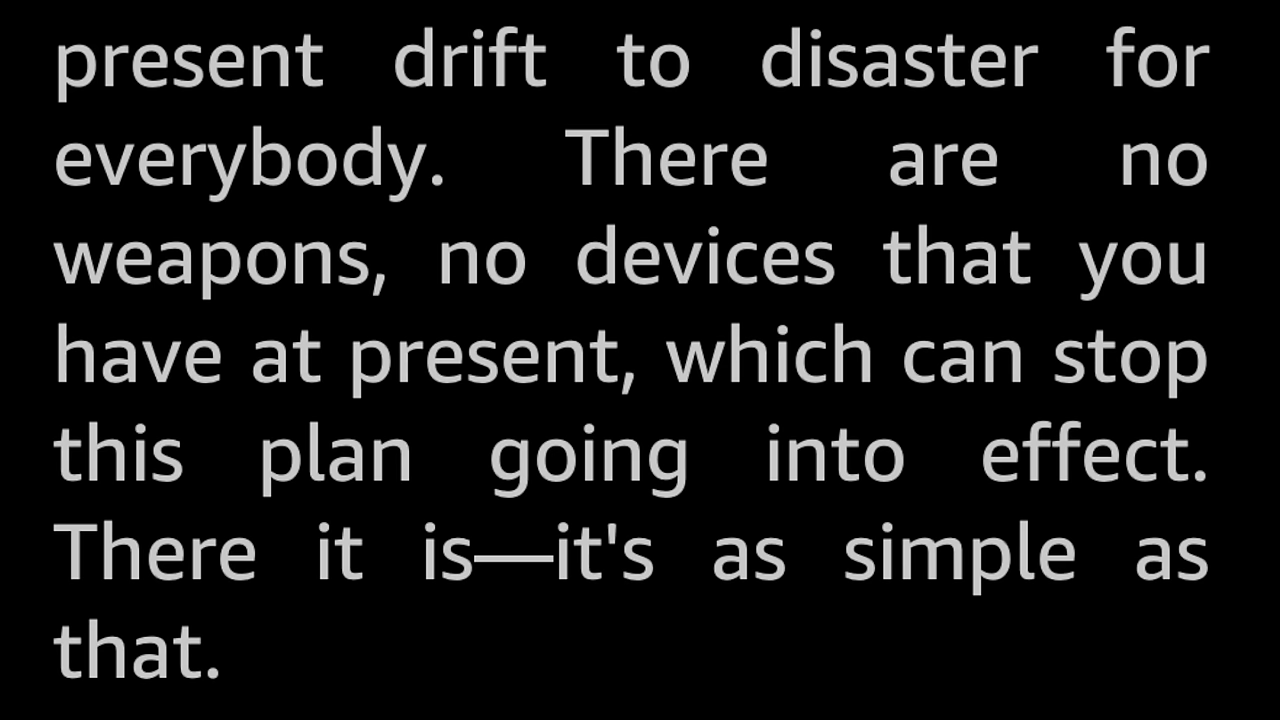 present drift to disaster for
everybody. There are no
weapons, no devices that you
have at present, which can stop
this plan going into effect.
There it is—it's as simple as
that.